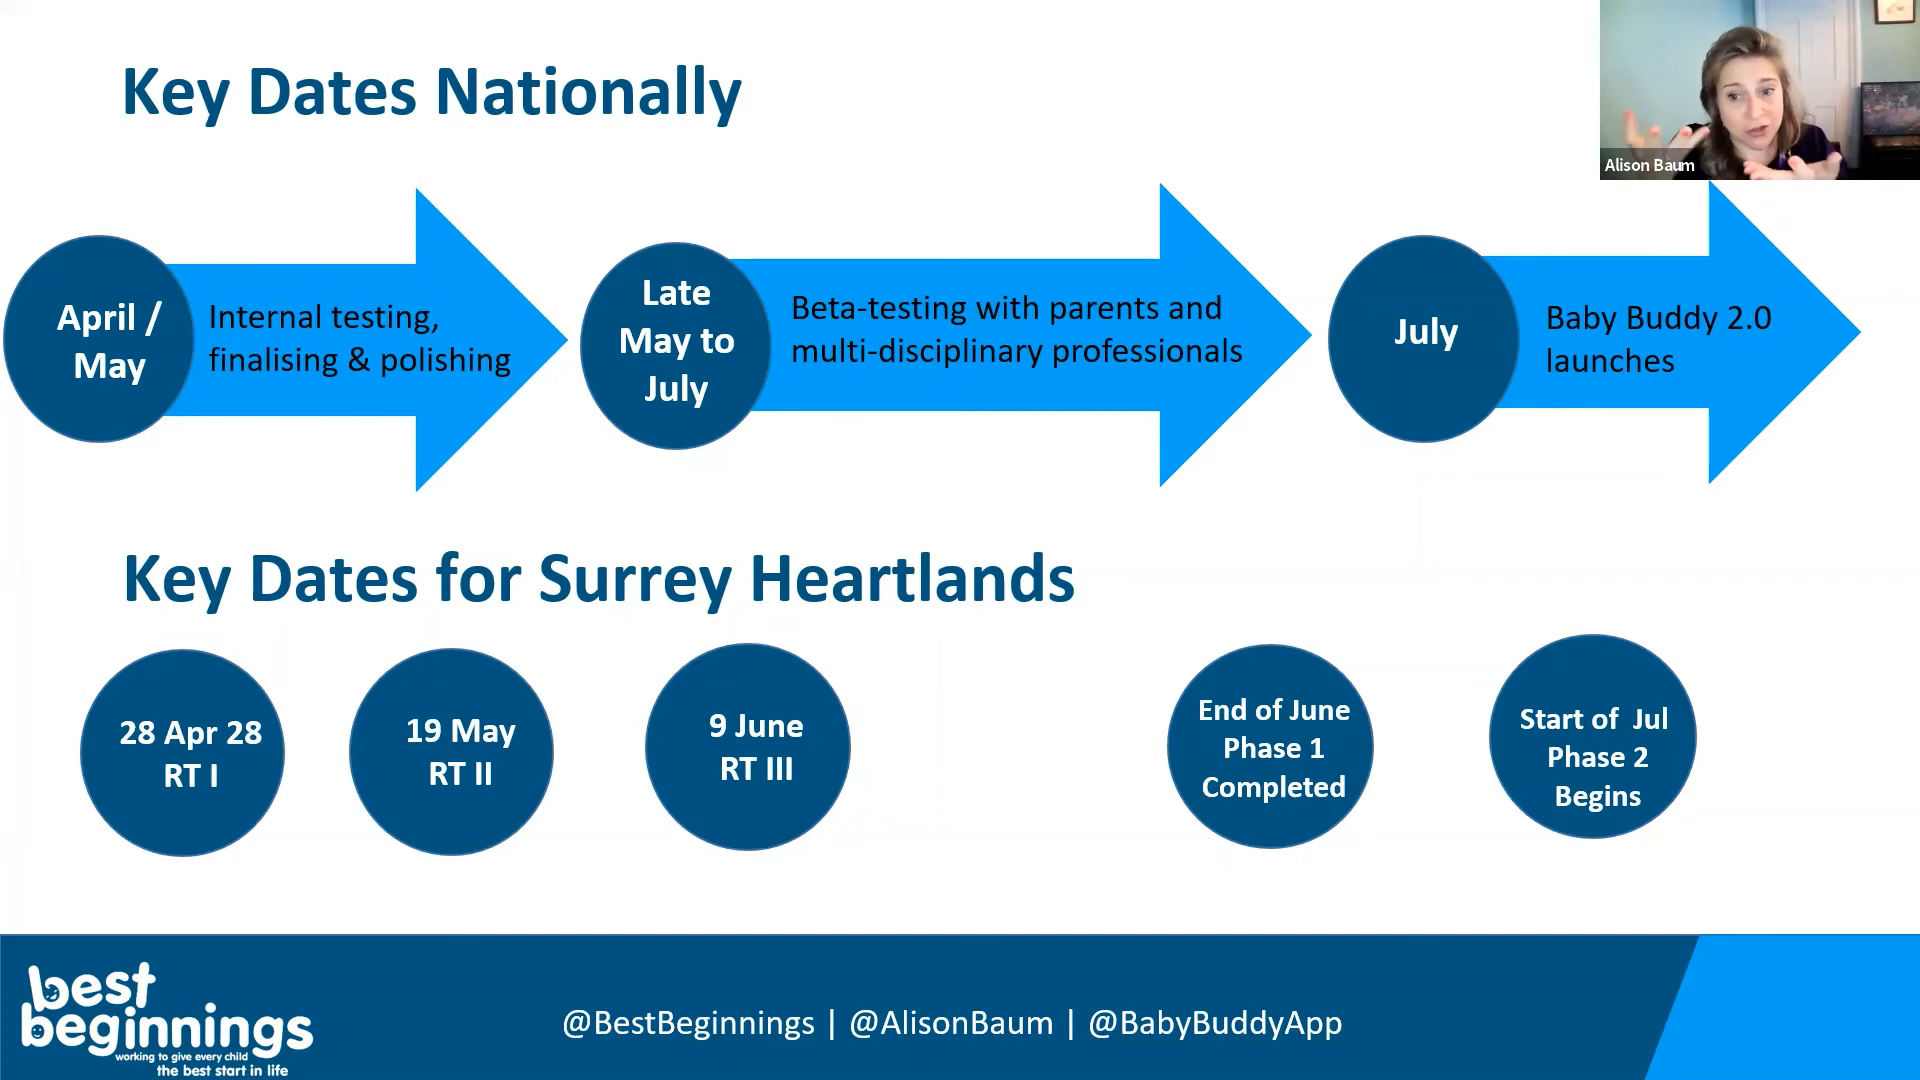 Key Dates Nationally
Alison Baum
April /
May
Internal testing,
finalising & polishing
Late
May to
July
Beta-testing with parents and
multi-disciplinary professionals
July
Baby Buddy 2.0
launches
Key Dates for Surrey Heartlands
28 Apr 28
RT I
19 May
RT II
9 June
RT III
End of June
Phase 1
Completed
Start of  Jul
Phase 2
Begins
best
beginnings
working to give every child
the best start in life
@BestBeginnings | @AlisonBaum | @BabyBuddyApp